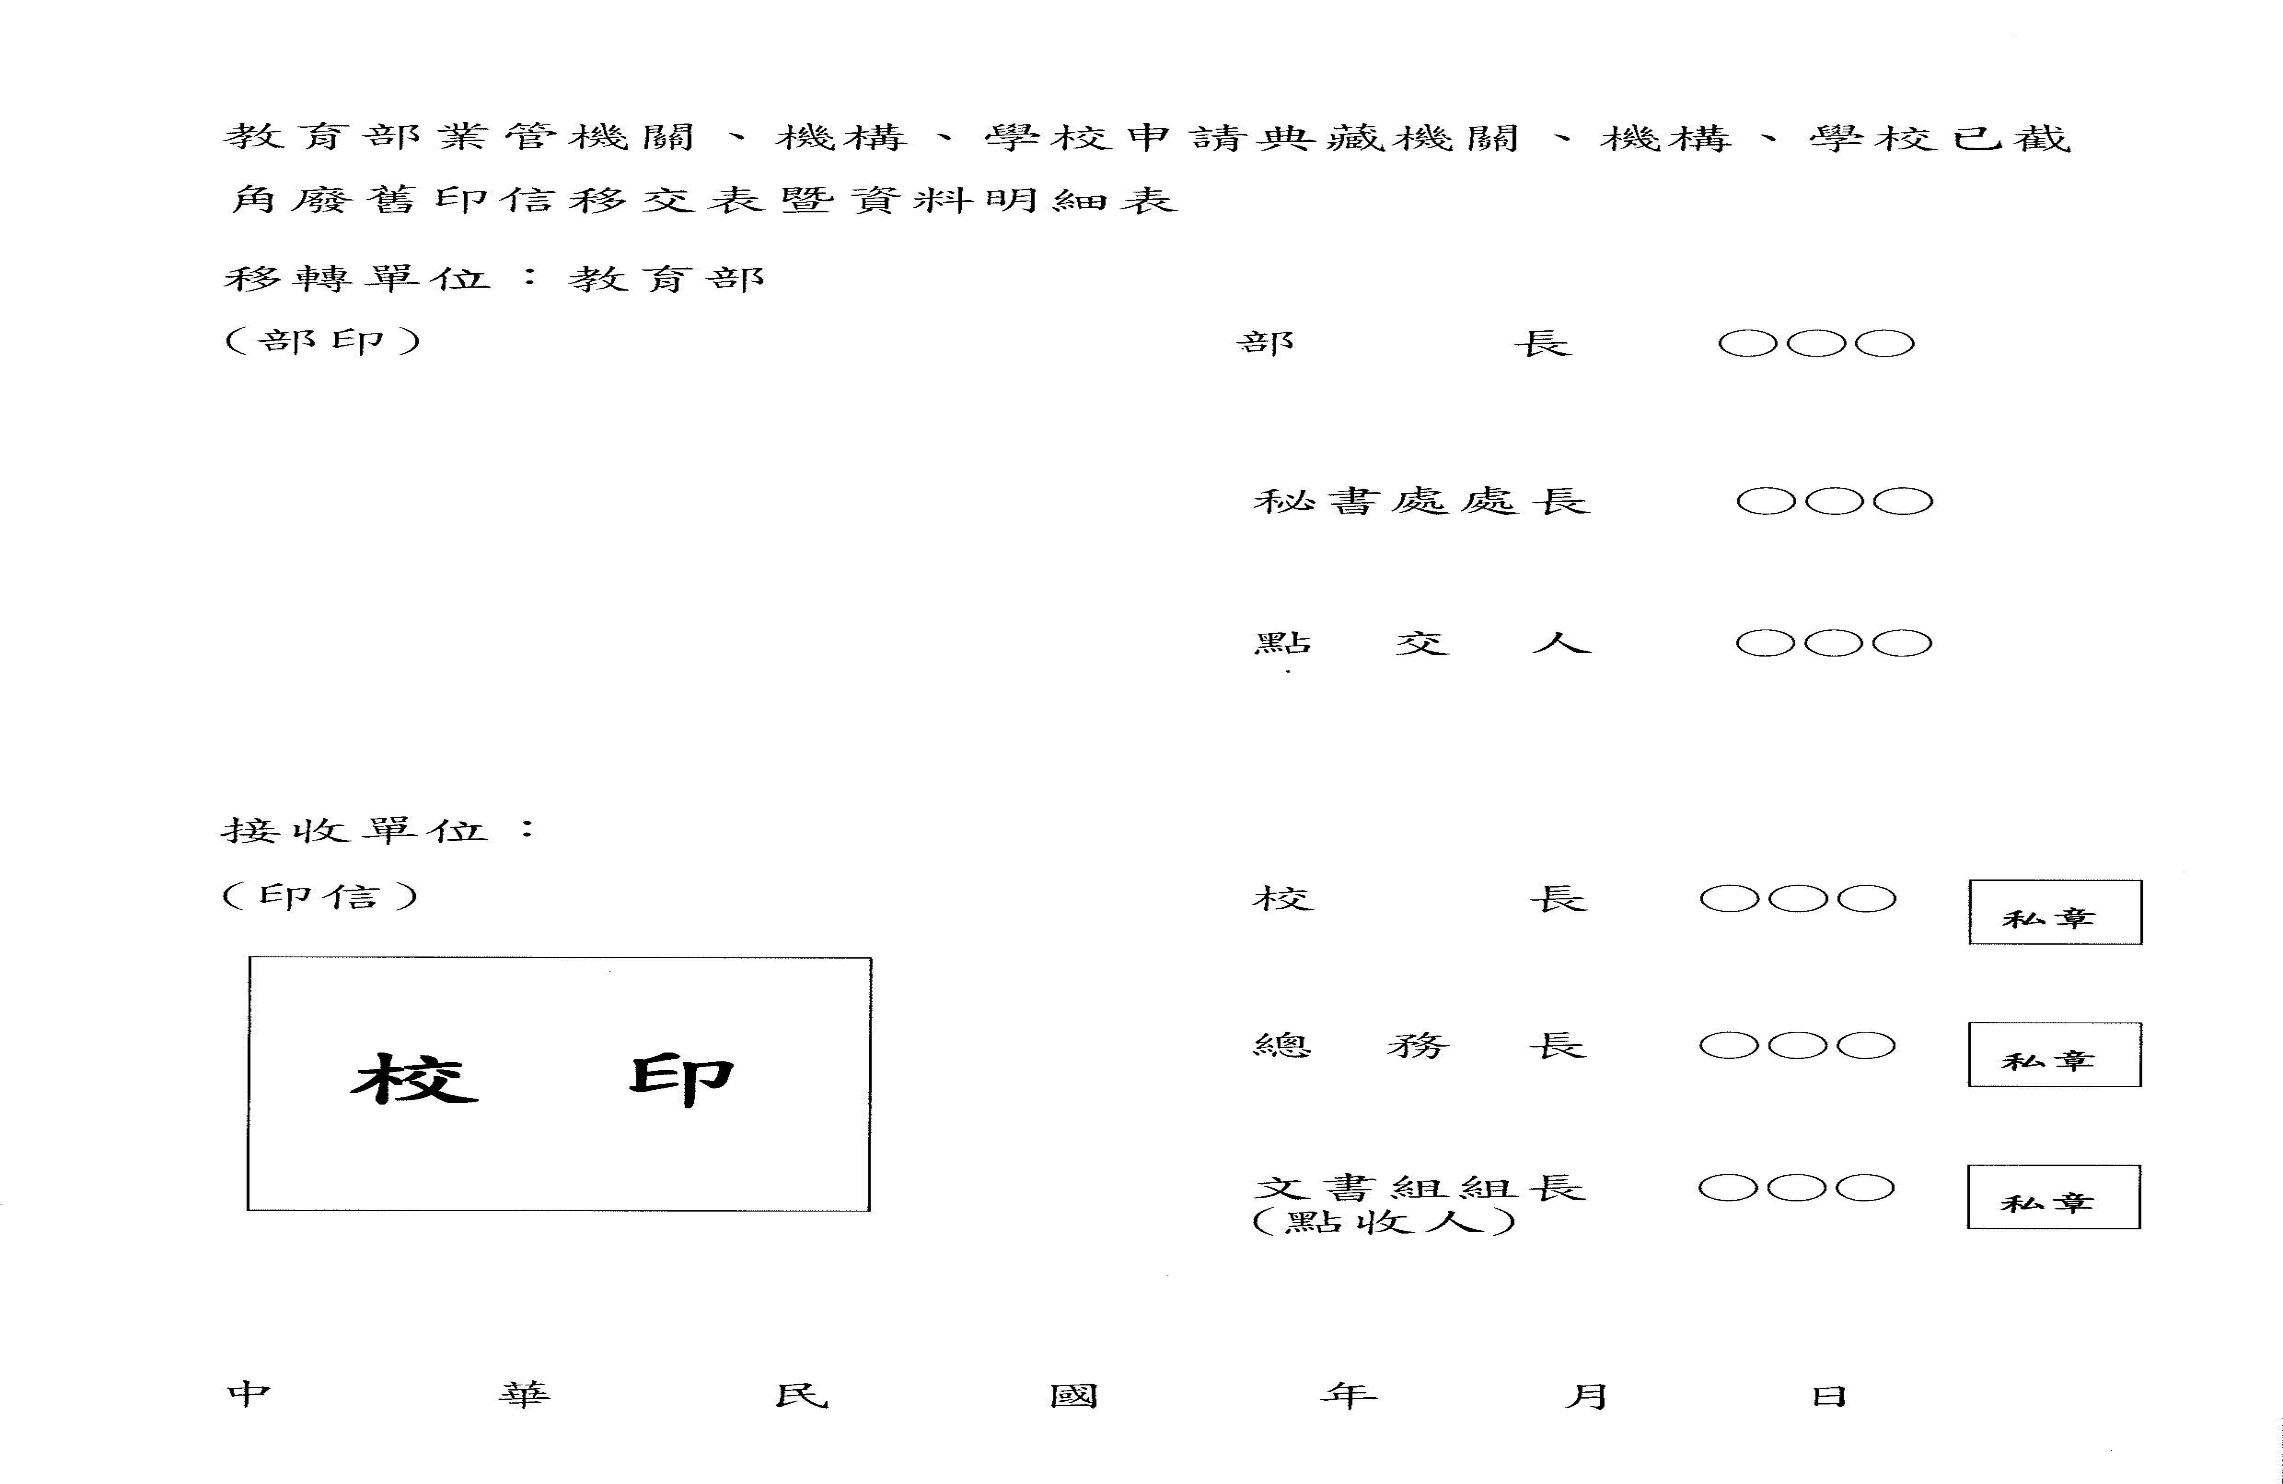 教育部業管機關、機構、學校申請典藏機關、機構、學校已截
角廢舊印信移交表暨資料明細表
移轉單位：教育部
（部印） 部 長 ○○○
秘書處處長 ○○○
點 交 人 ○○○
接收單位：
（印信） 校 長 ○○○ 私章
校 印
總 務 長 ○○○ 私章
文書組組長 ○○○ 私章
（點收人）
中 華 民 國 年 月 日